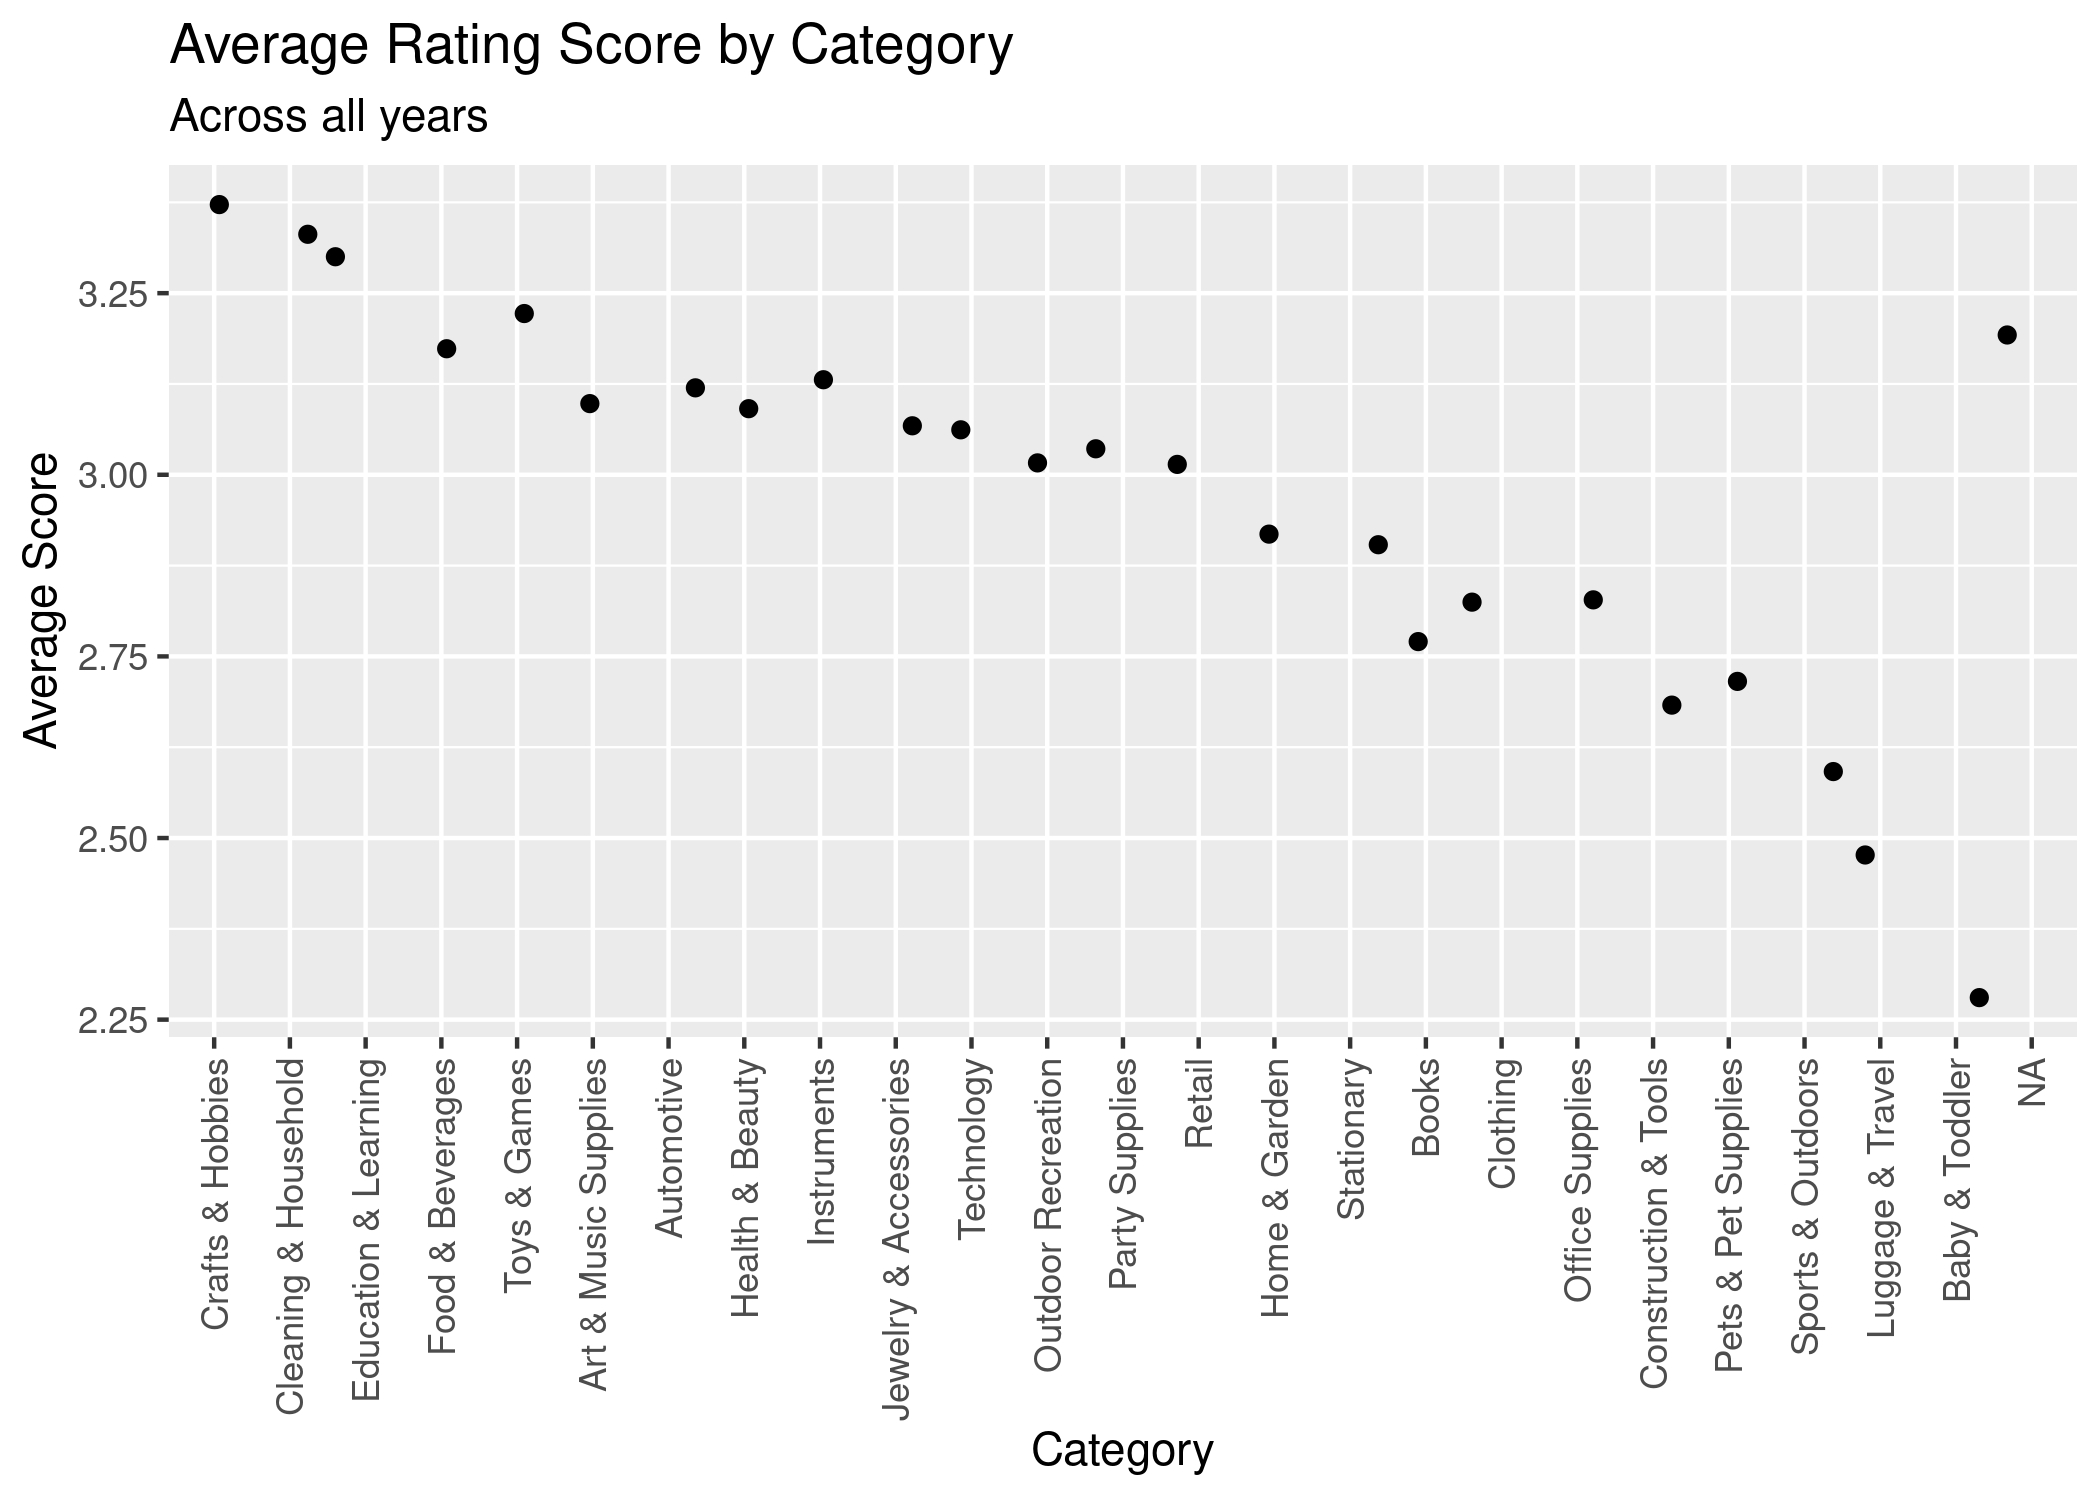 Average Rating Score by Category
Across all years
Average Score
3.25
3.00
2.75
2.50
2.25
Crafts & Hobbies
Cleaning & Household
Education & Learning
Food & Beverages
Toys & Games
Art & Music Supplies
Automotive
Health & Beauty
Instruments
Jewelry & Accessories
Technology
Outdoor Recreation
Party Supplies
Retail
Home & Garden
Stationary
Books
Clothing
Office Supplies
Construction & Tools
Pets & Pet Supplies
Sports & Outdoors
Luggage & Travel
Baby & Toddler
NA
Category